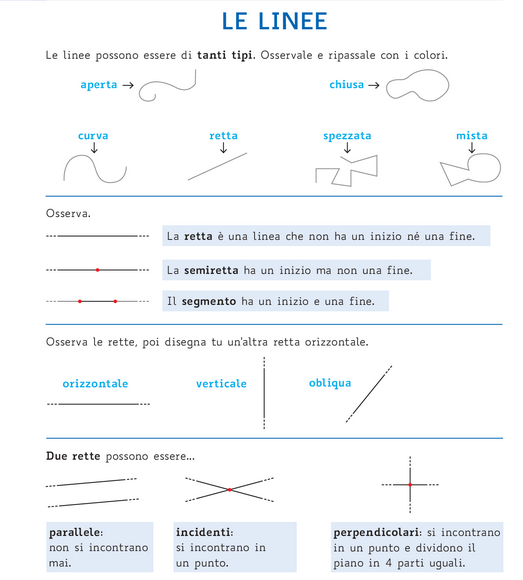 LE LINEE
Le linee possono essere di tanti tipi. Osservale e ripassale con i colori.
aperta → chiusa →
curva retta spezzata mista
Osserva.
La retta è una linea che non ha un inizio né una fine.
La semiretta ha un inizio ma non una fine.
Il segmento ha un inizio e una fine.
Osserva le rette, poi disegna tu un'altra retta orizzontale.
orizzontale verticale obliqua
Due rette possono essere...
parallele:
non si incontrano
mai.
incidenti:
si incontrano in
un punto.
perpendicolari: si incontrano
in un punto e dividono il
piano in 4 parti uguali.